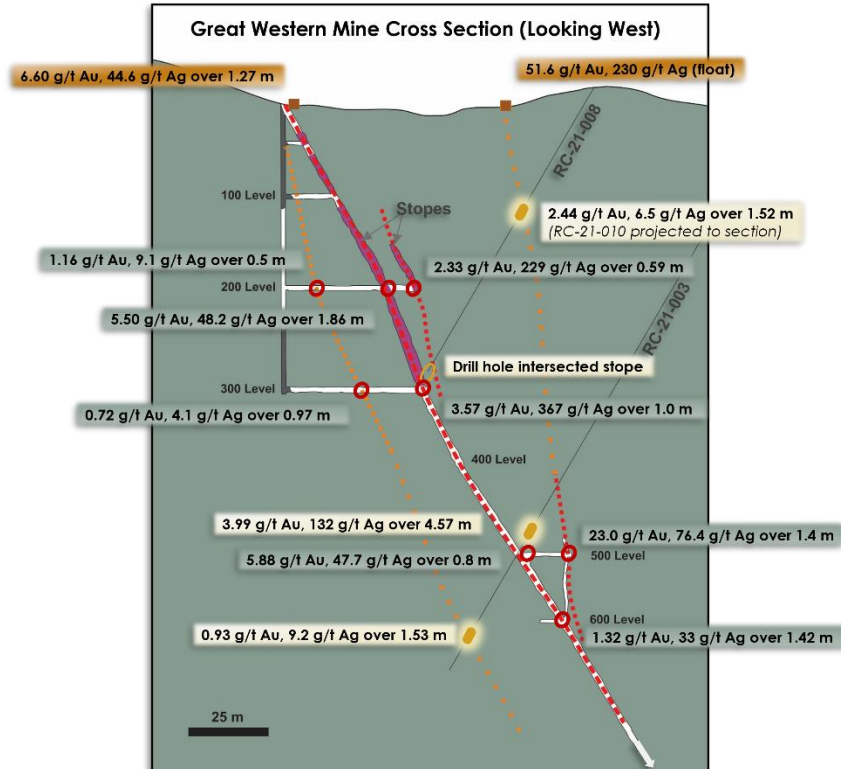 Great Western Mine Cross Section (Looking West)
6.60 g/t Au, 44.6 g/t Ag over 1.27 m
51.6 g/t Au, 230 g/t Ag (float)
RC-21-008
100 Level
Stopes
2.44 g/t Au, 6.5 g/t Ag over 1.52 m
(RC-21-010 projected to section)
1.16 g/t Au, 9.1 g/t Ag over 0.5 m
2.33 g/t Au, 229 g/t Ag over 0.59 m
RC-21-003
200 Level
5.50 g/t Au, 48.2 g/t Ag over 1.86 m
Drill hole intersected stope
300 Level
0.72 g/t Au, 4.1 g/t Ag over 0.97 m
3.57 g/t Au, 367 g/t Ag over 1.0 m
400 Level
3.99 g/t Au, 132 g/t Ag over 4.57 m
23.0 g/t Au, 76.4 g/t Ag over 1.4 m
5.88 g/t Au, 47.7 g/t Ag over 0.8 m
500 Level
600 Level
0.93 g/t Au, 9.2 g/t Ag over 1.53 m
1.32 g/t Au, 33 g/t Ag over 1.42 m
25 m